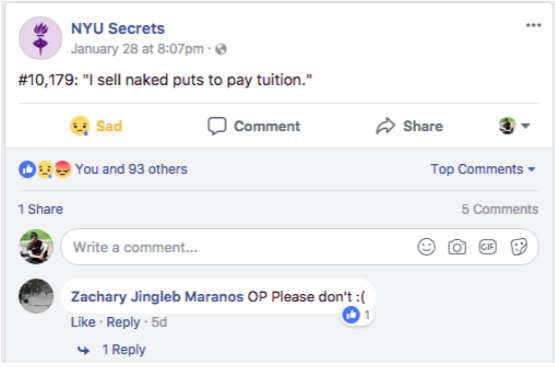 NYU Secrets
January 28 at 8:07pm ·
#10,179: "I sell naked puts to pay tuition."
Sad Comment Share
You and 93 others Top Comments
1 Share 5 Comments
Write a comment... GIF
Zachary Jingleb Maranos OP Please don't :(
Like · Reply · 5d 1
1 Reply